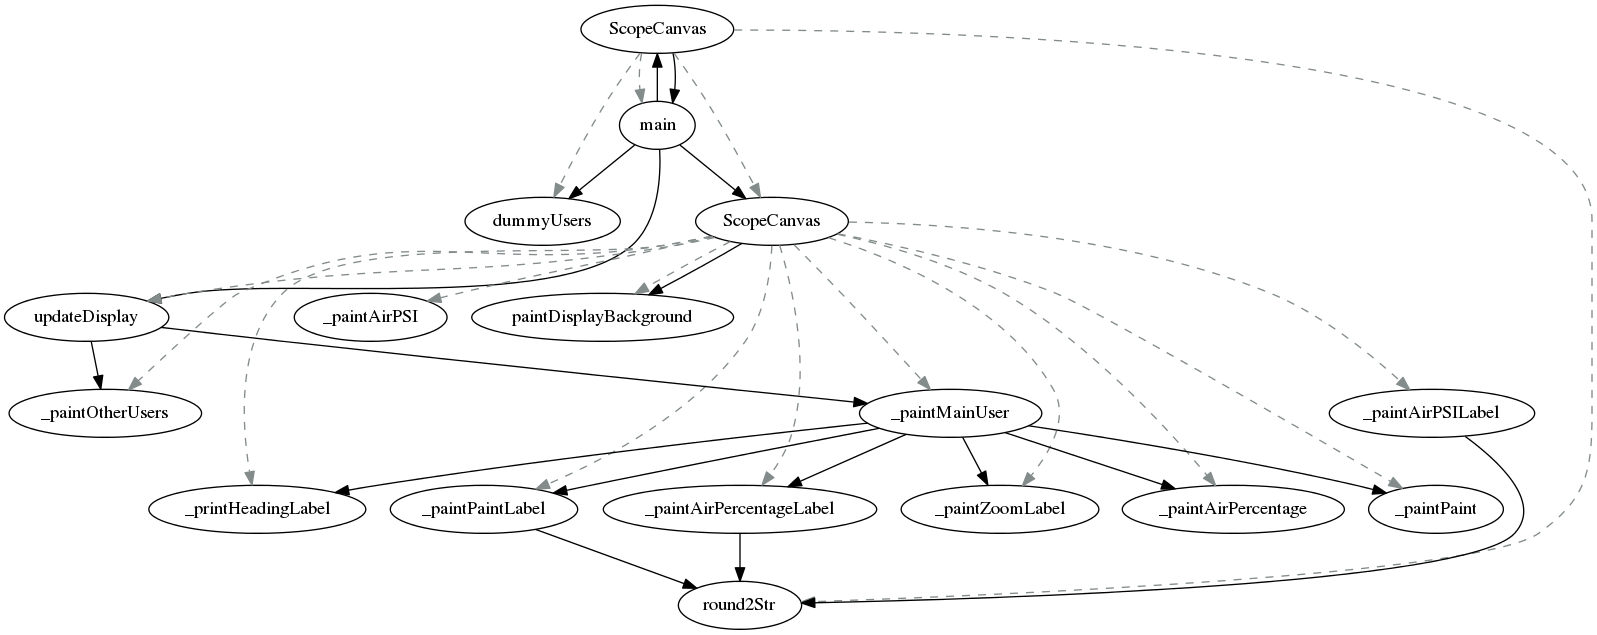 ScopeCanvas
main
dummyUsers
ScopeCanvas
updateDisplay
_paintAirPSI
paintDisplayBackground
_paintOtherUsers
_paintMainUser
_paintAirPSILabel
_printHeadingLabel
_paintPaintLabel
_paintAirPercentageLabel
_paintZoomLabel
_paintAirPercentage
_paintPaint
round2Str